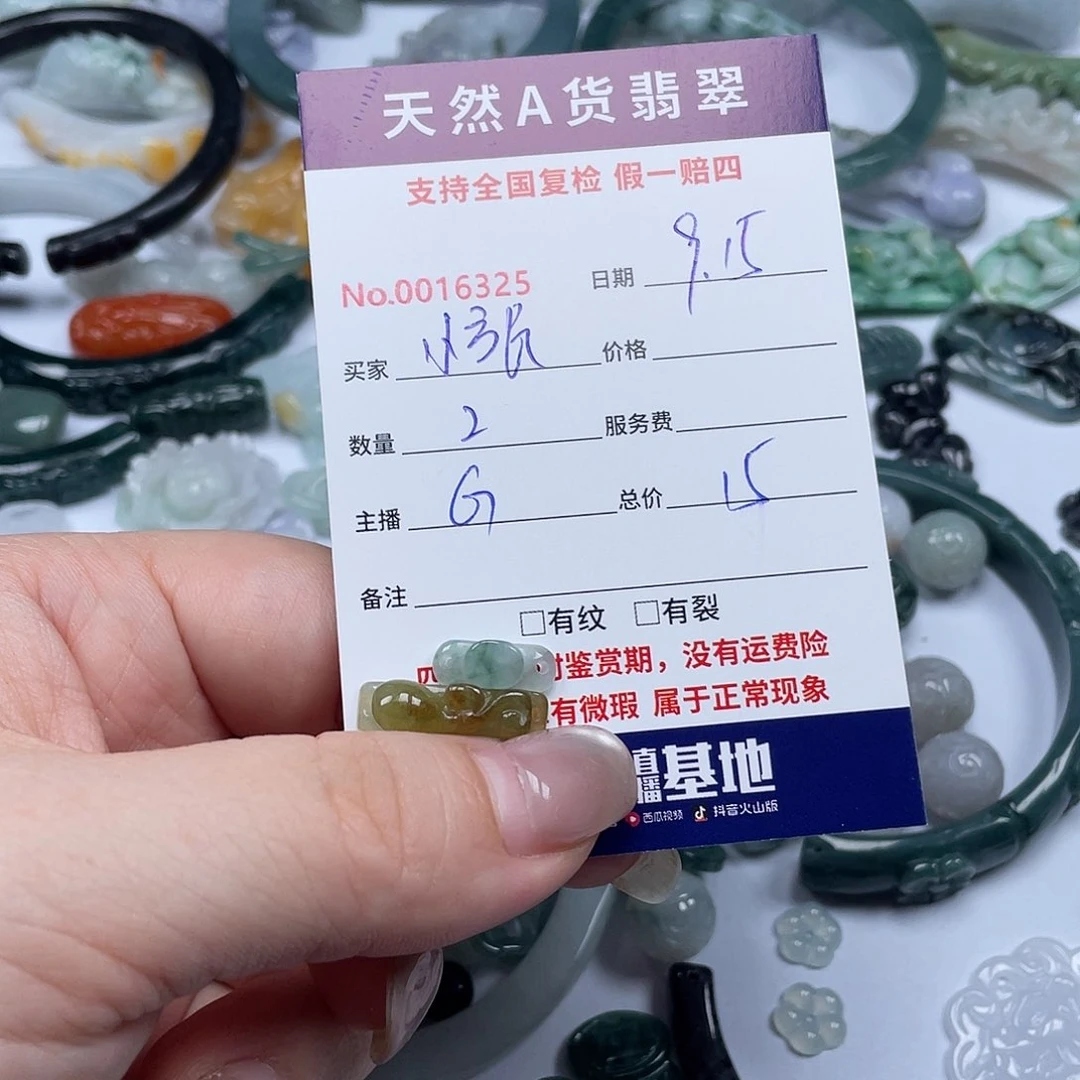 天然A货翡翠
支持全国复检 假一赔四
No.0016325 日期 9.15
买家 价格
数量 2 服务费
主播 G 总价 15
备注
□有纹 □有裂
时鉴赏期，没有运费险
有微瑕 属于正常现象
直播基地
西瓜视频 抖音火山版